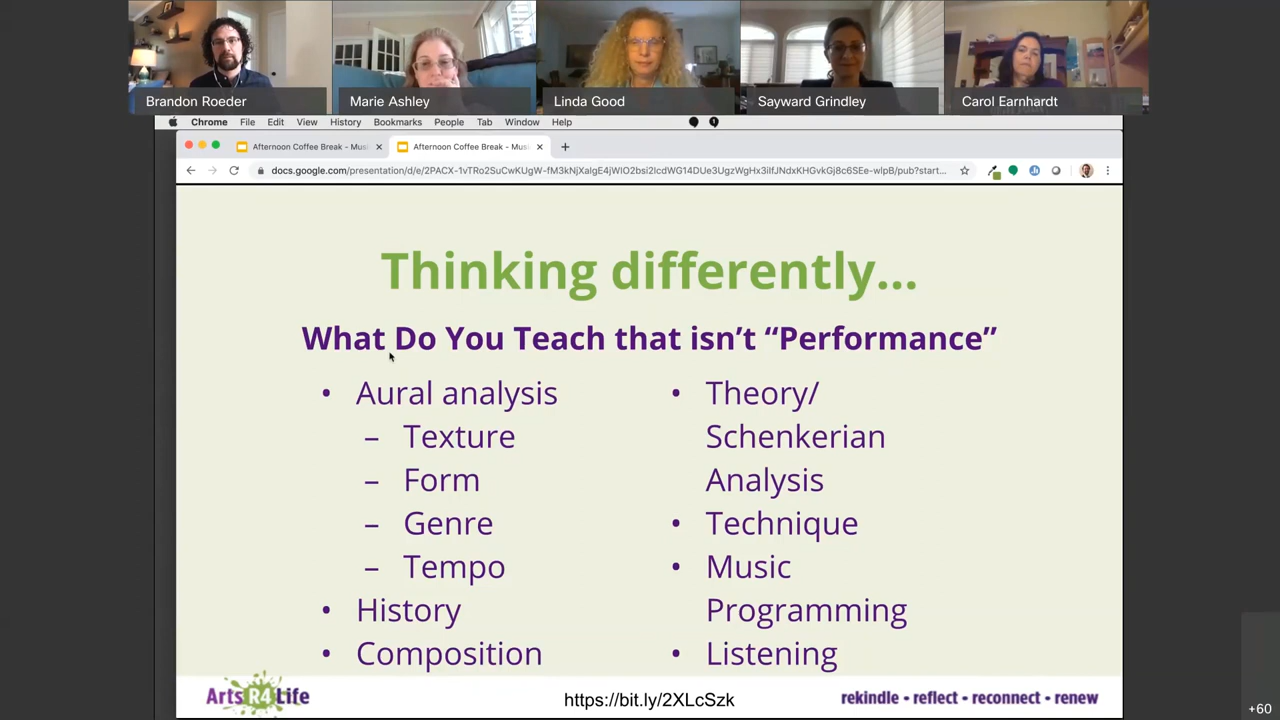 Brandon Roeder
Marie Ashley
Linda Good
Sayward Grindley
Carol Earnhardt
Chrome File Edit View History Bookmarks People Tab Window Help
Afternoon Coffee Break - Musi
Afternoon Coffee Break - Musi
docs.google.com/presentation/d/e/2PACX-1vTRo2SuCwKUgW-fM3kNjXalgE4jWIO2bsi2lcdWG14DUe3UgzWgHx3iIfJNdxKHGvkGj8c6SEe-wlpB/pub?start...
Thinking differently...
What Do You Teach that isn’t “Performance”
• Aural analysis
– Texture
– Form
– Genre
– Tempo
• History
• Composition
• Theory/
Schenkerian
Analysis
• Technique
• Music
Programming
• Listening
Arts R4 Life
https://bit.ly/2XLcSzk
rekindle • reflect • reconnect • renew
+60